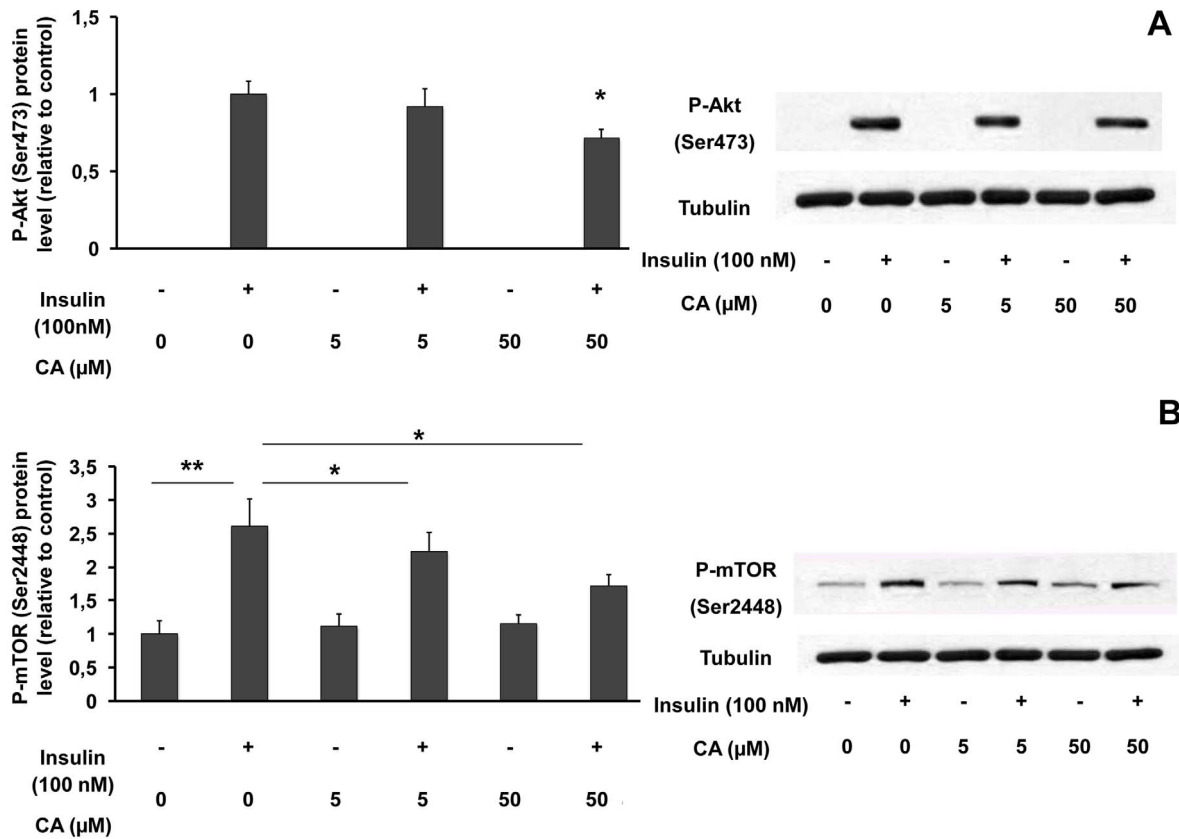 A
P-Akt (Ser473) protein
level (relative to control)
1,5
1
0,5
0
*
Insulin
(100nM)
- + - + - +
CA (µM)
0 0 5 5 50 50
P-Akt
(Ser473)
Tubulin
Insulin (100 nM) - + - + - +
CA (µM) 0 0 5 5 50 50
B
P-mTOR (Ser2448) protein
level (relative to control)
3,5
3
2,5
2
1,5
1
0,5
0
**
*
*
Insulin
(100 nM)
- + - + - +
CA (µM)
0 0 5 5 50 50
P-mTOR
(Ser2448)
Tubulin
Insulin (100 nM) - + - + - +
CA (µM) 0 0 5 5 50 50